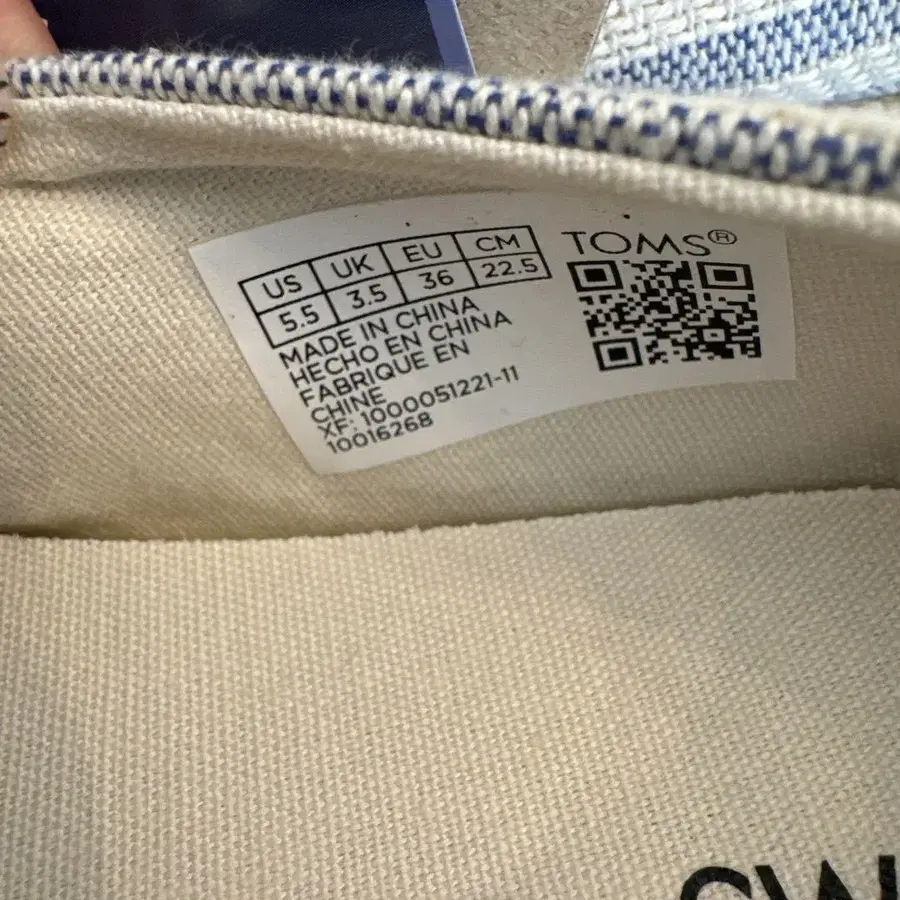 US UK EU CM
5.5 3.5 36 22.5
MADE IN CHINA
HECHO EN CHINA
FABRIQUE EN
CHINE
XF: 1000051221-11
10016268
TOMS®